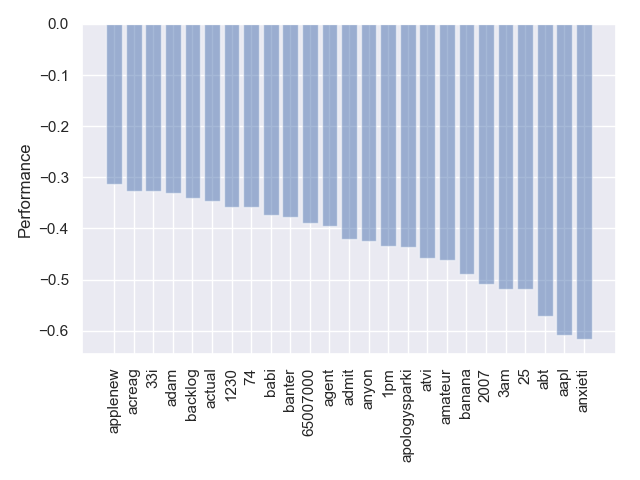 0.0
−0.1
−0.2
−0.3
−0.4
−0.5
−0.6
Performance
applenew
acreag
33i
adam
backlog
actual
1230
74
babi
banter
65007000
agent
admit
anyon
1pm
apologysparki
atvi
amateur
banana
2007
3am
25
abt
aapl
anxieti